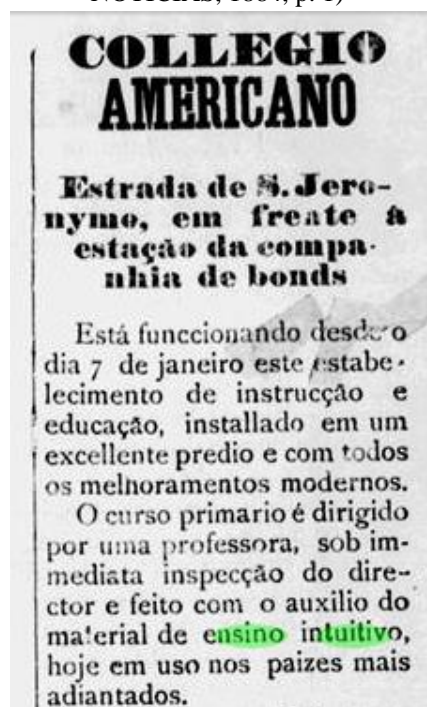 COLLEGIO
AMERICANO
Estrada de S. Jero-
nymo, em frente á
estação da compa-
nhia de bonds
Está funccionando desde o
dia 7 de janeiro este estabe-
lecimento de instrucção e
educação, installado em um
excellente predio e com todos
os melhoramentos modernos.
O curso primario é dirigido
por uma professora, sob im-
mediata inspecção do dire-
ctor e feito com o auxilio do
material de ensino intuitivo,
hoje em uso nos paizes mais
adiantados.